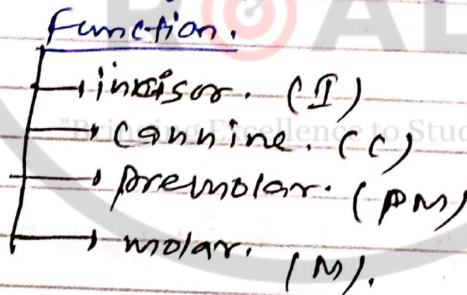 Function.
→ incisor. (I)
→ cannine. (C)
→ premolar. (PM)
→ molar. (M).